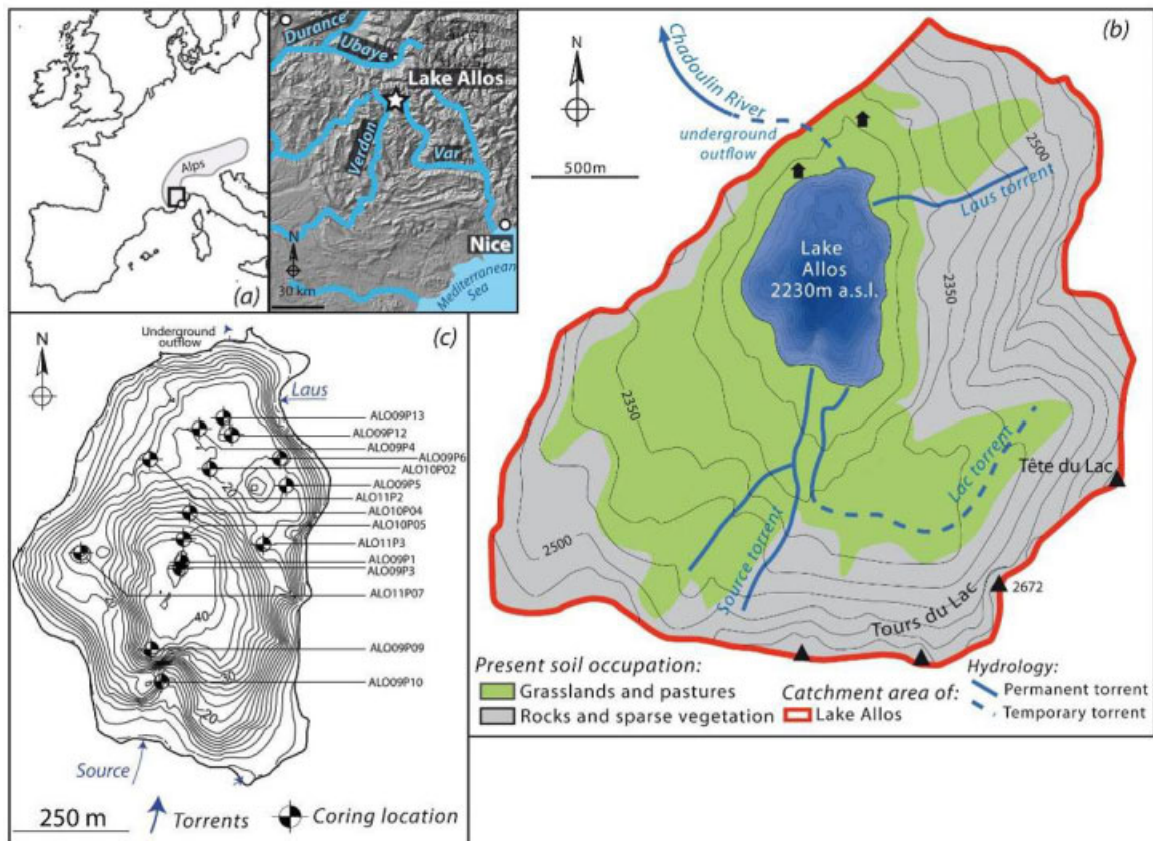 Alps
(a)
Durance
Ubaye
Lake Allos
Verdon
Var
N
30 km
Nice
Mediterranean
Sea
(b)
N
500m
Chadoulin River
underground
outflow
2500
Laus torrent
Lake
Allos
2230m a.s.l.
2350
2350
Lac torrent
Tête du Lac
Source torrent
2500
Tours du Lac
2672
Present soil occupation:
Grasslands and pastures
Rocks and sparse vegetation
Catchment area of:
Lake Allos
Hydrology:
Permanent torrent
Temporary torrent
(c)
N
Underground
outflow
Laus
ALO09P13
ALO09P12
ALO09P4
ALO09P6
ALO10P02
ALO09P5
ALO11P2
ALO10P04
ALO10P05
ALO11P3
ALO09P1
ALO09P3
ALO11P07
ALO09P09
ALO09P10
20
40
20
Source
250 m
Torrents
Coring location